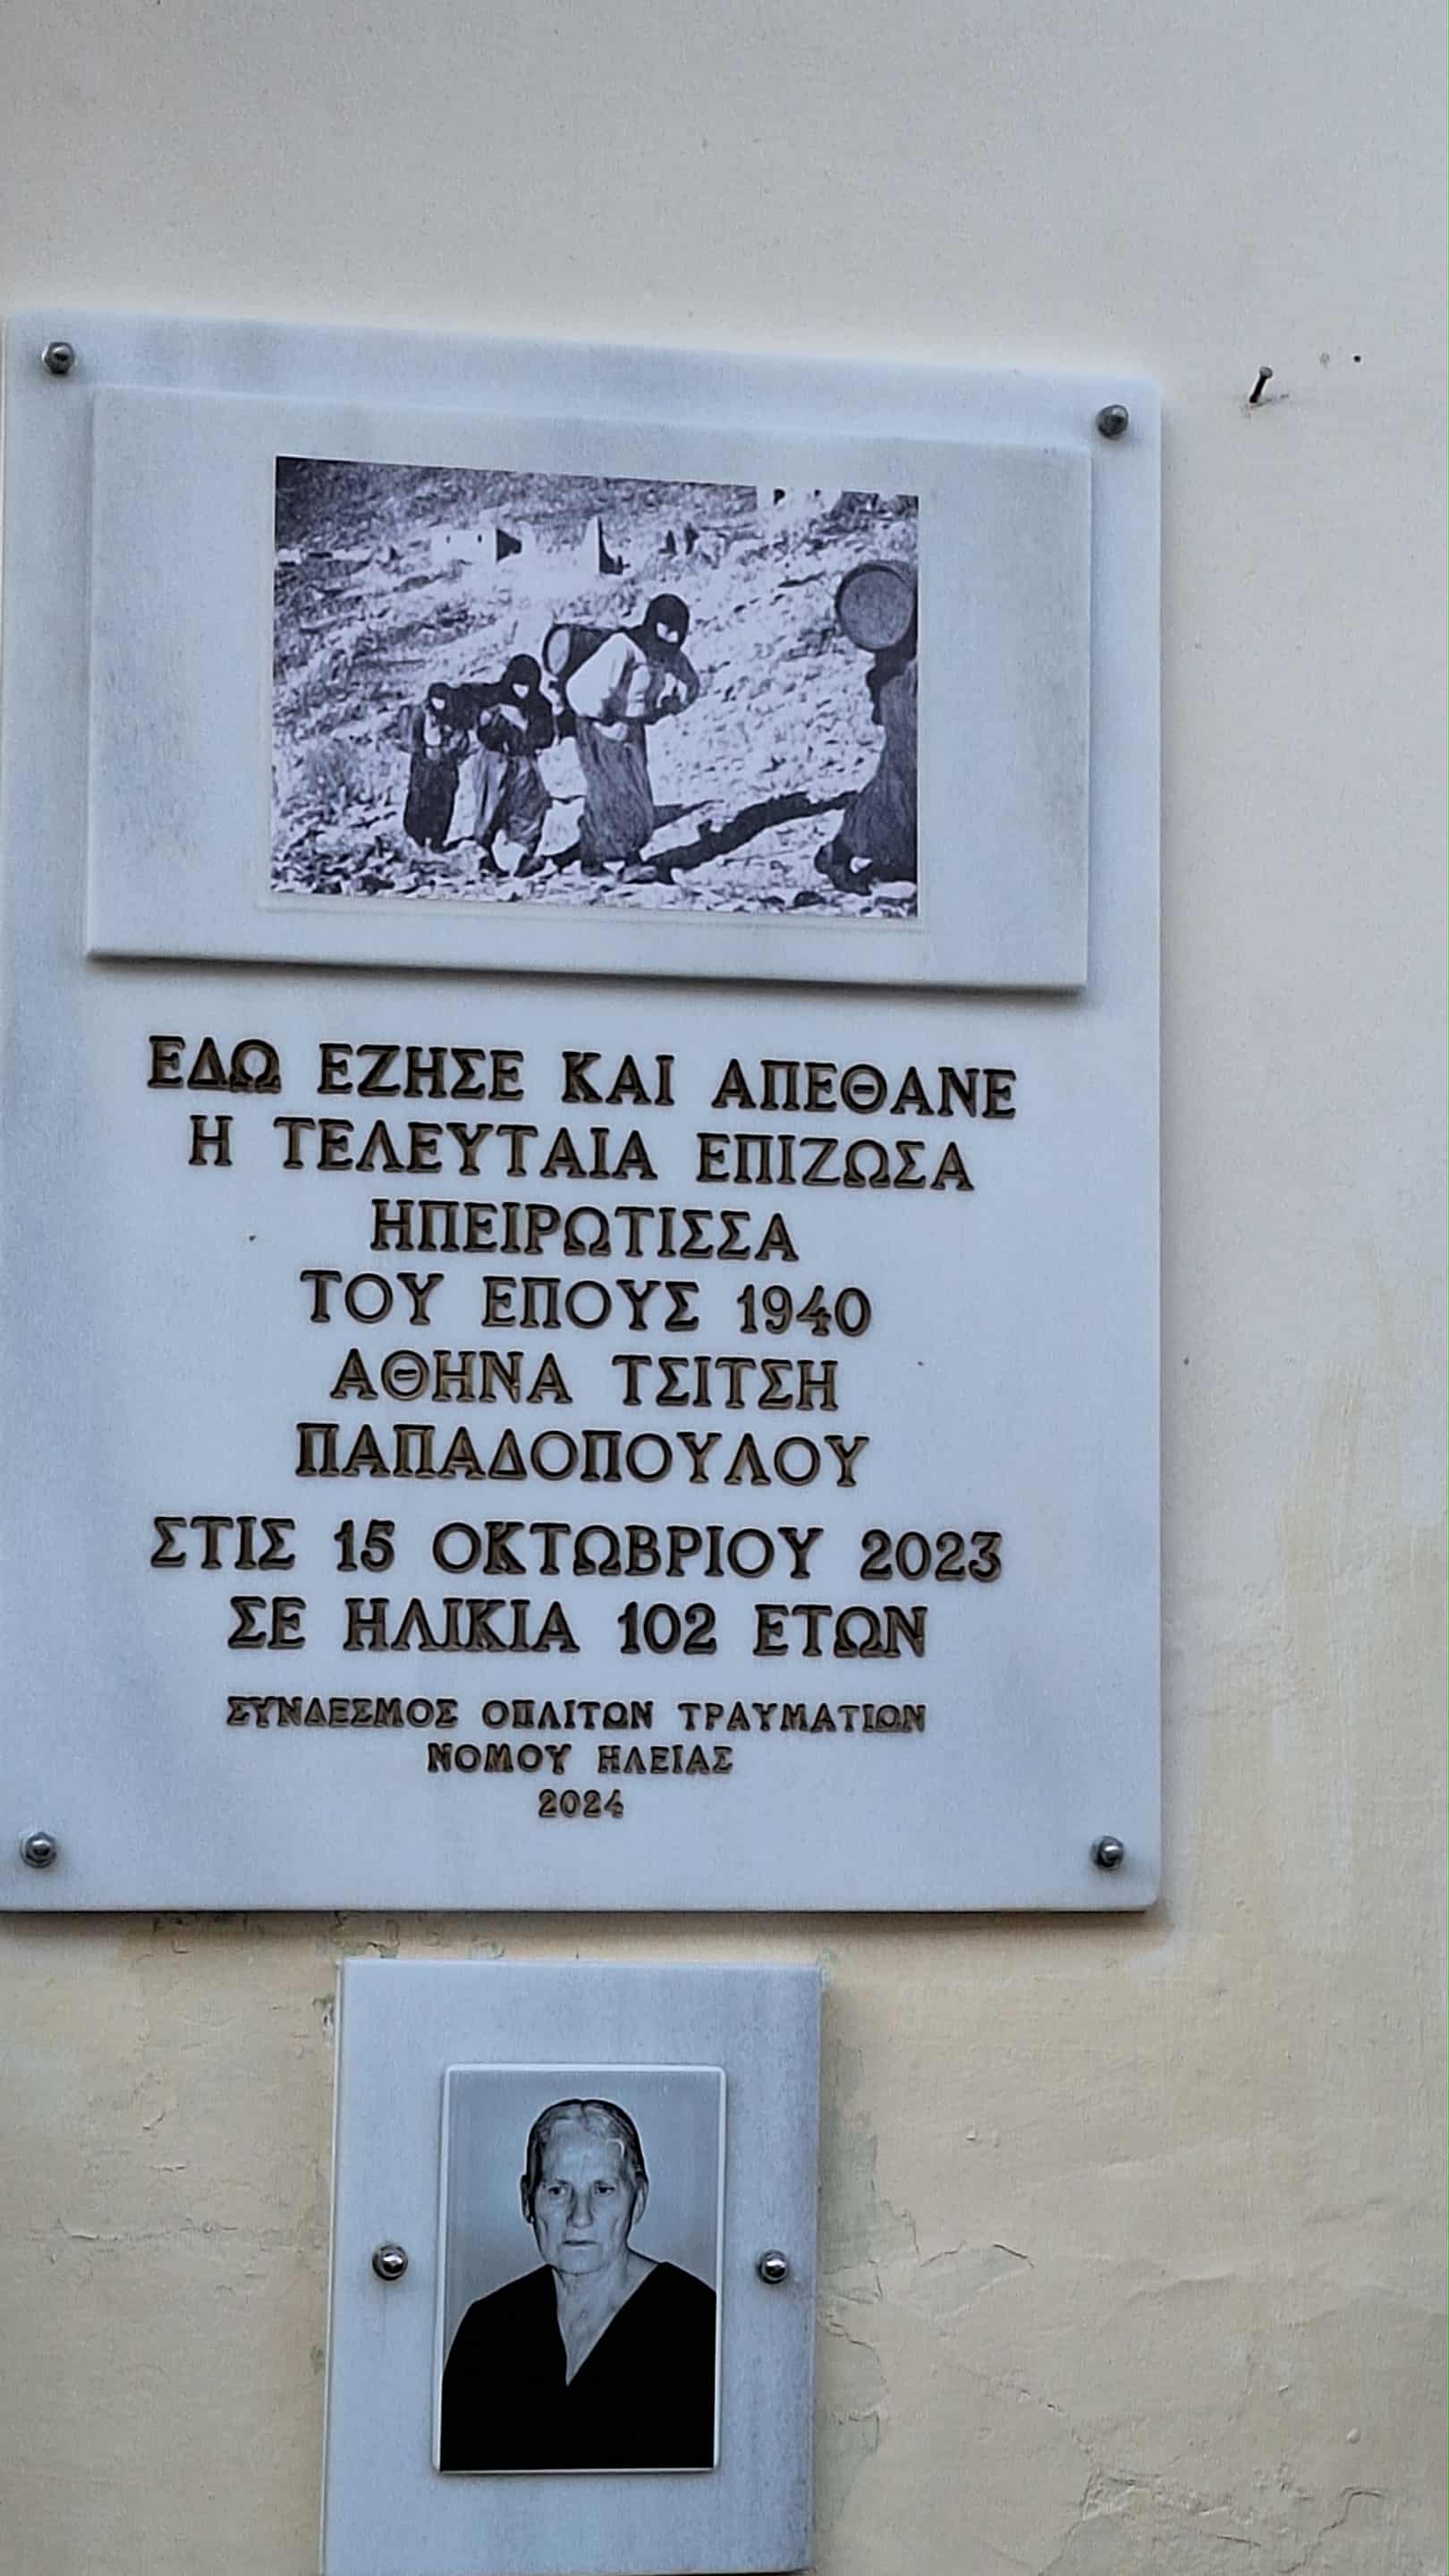 ΕΔΩ ΕΖΗΣΕ ΚΑΙ ΑΠΕΘΑΝΕ
Η ΤΕΛΕΥΤΑΙΑ ΕΠΙΖΩΣΑ
ΗΠΕΙΡΩΤΙΣΣΑ
ΤΟΥ ΕΠΟΥΣ 1940
ΑΘΗΝΑ ΤΣΙΤΣΗ
ΠΑΠΑΔΟΠΟΥΛΟΥ
ΣΤΙΣ 15 ΟΚΤΩΒΡΙΟΥ 2023
ΣΕ ΗΛΙΚΙΑ 102 ΕΤΩΝ
ΣΥΝΔΕΣΜΟΣ ΟΠΛΙΤΩΝ ΤΡΑΥΜΑΤΙΩΝ
ΝΟΜΟΥ ΗΛΕΙΑΣ
2024